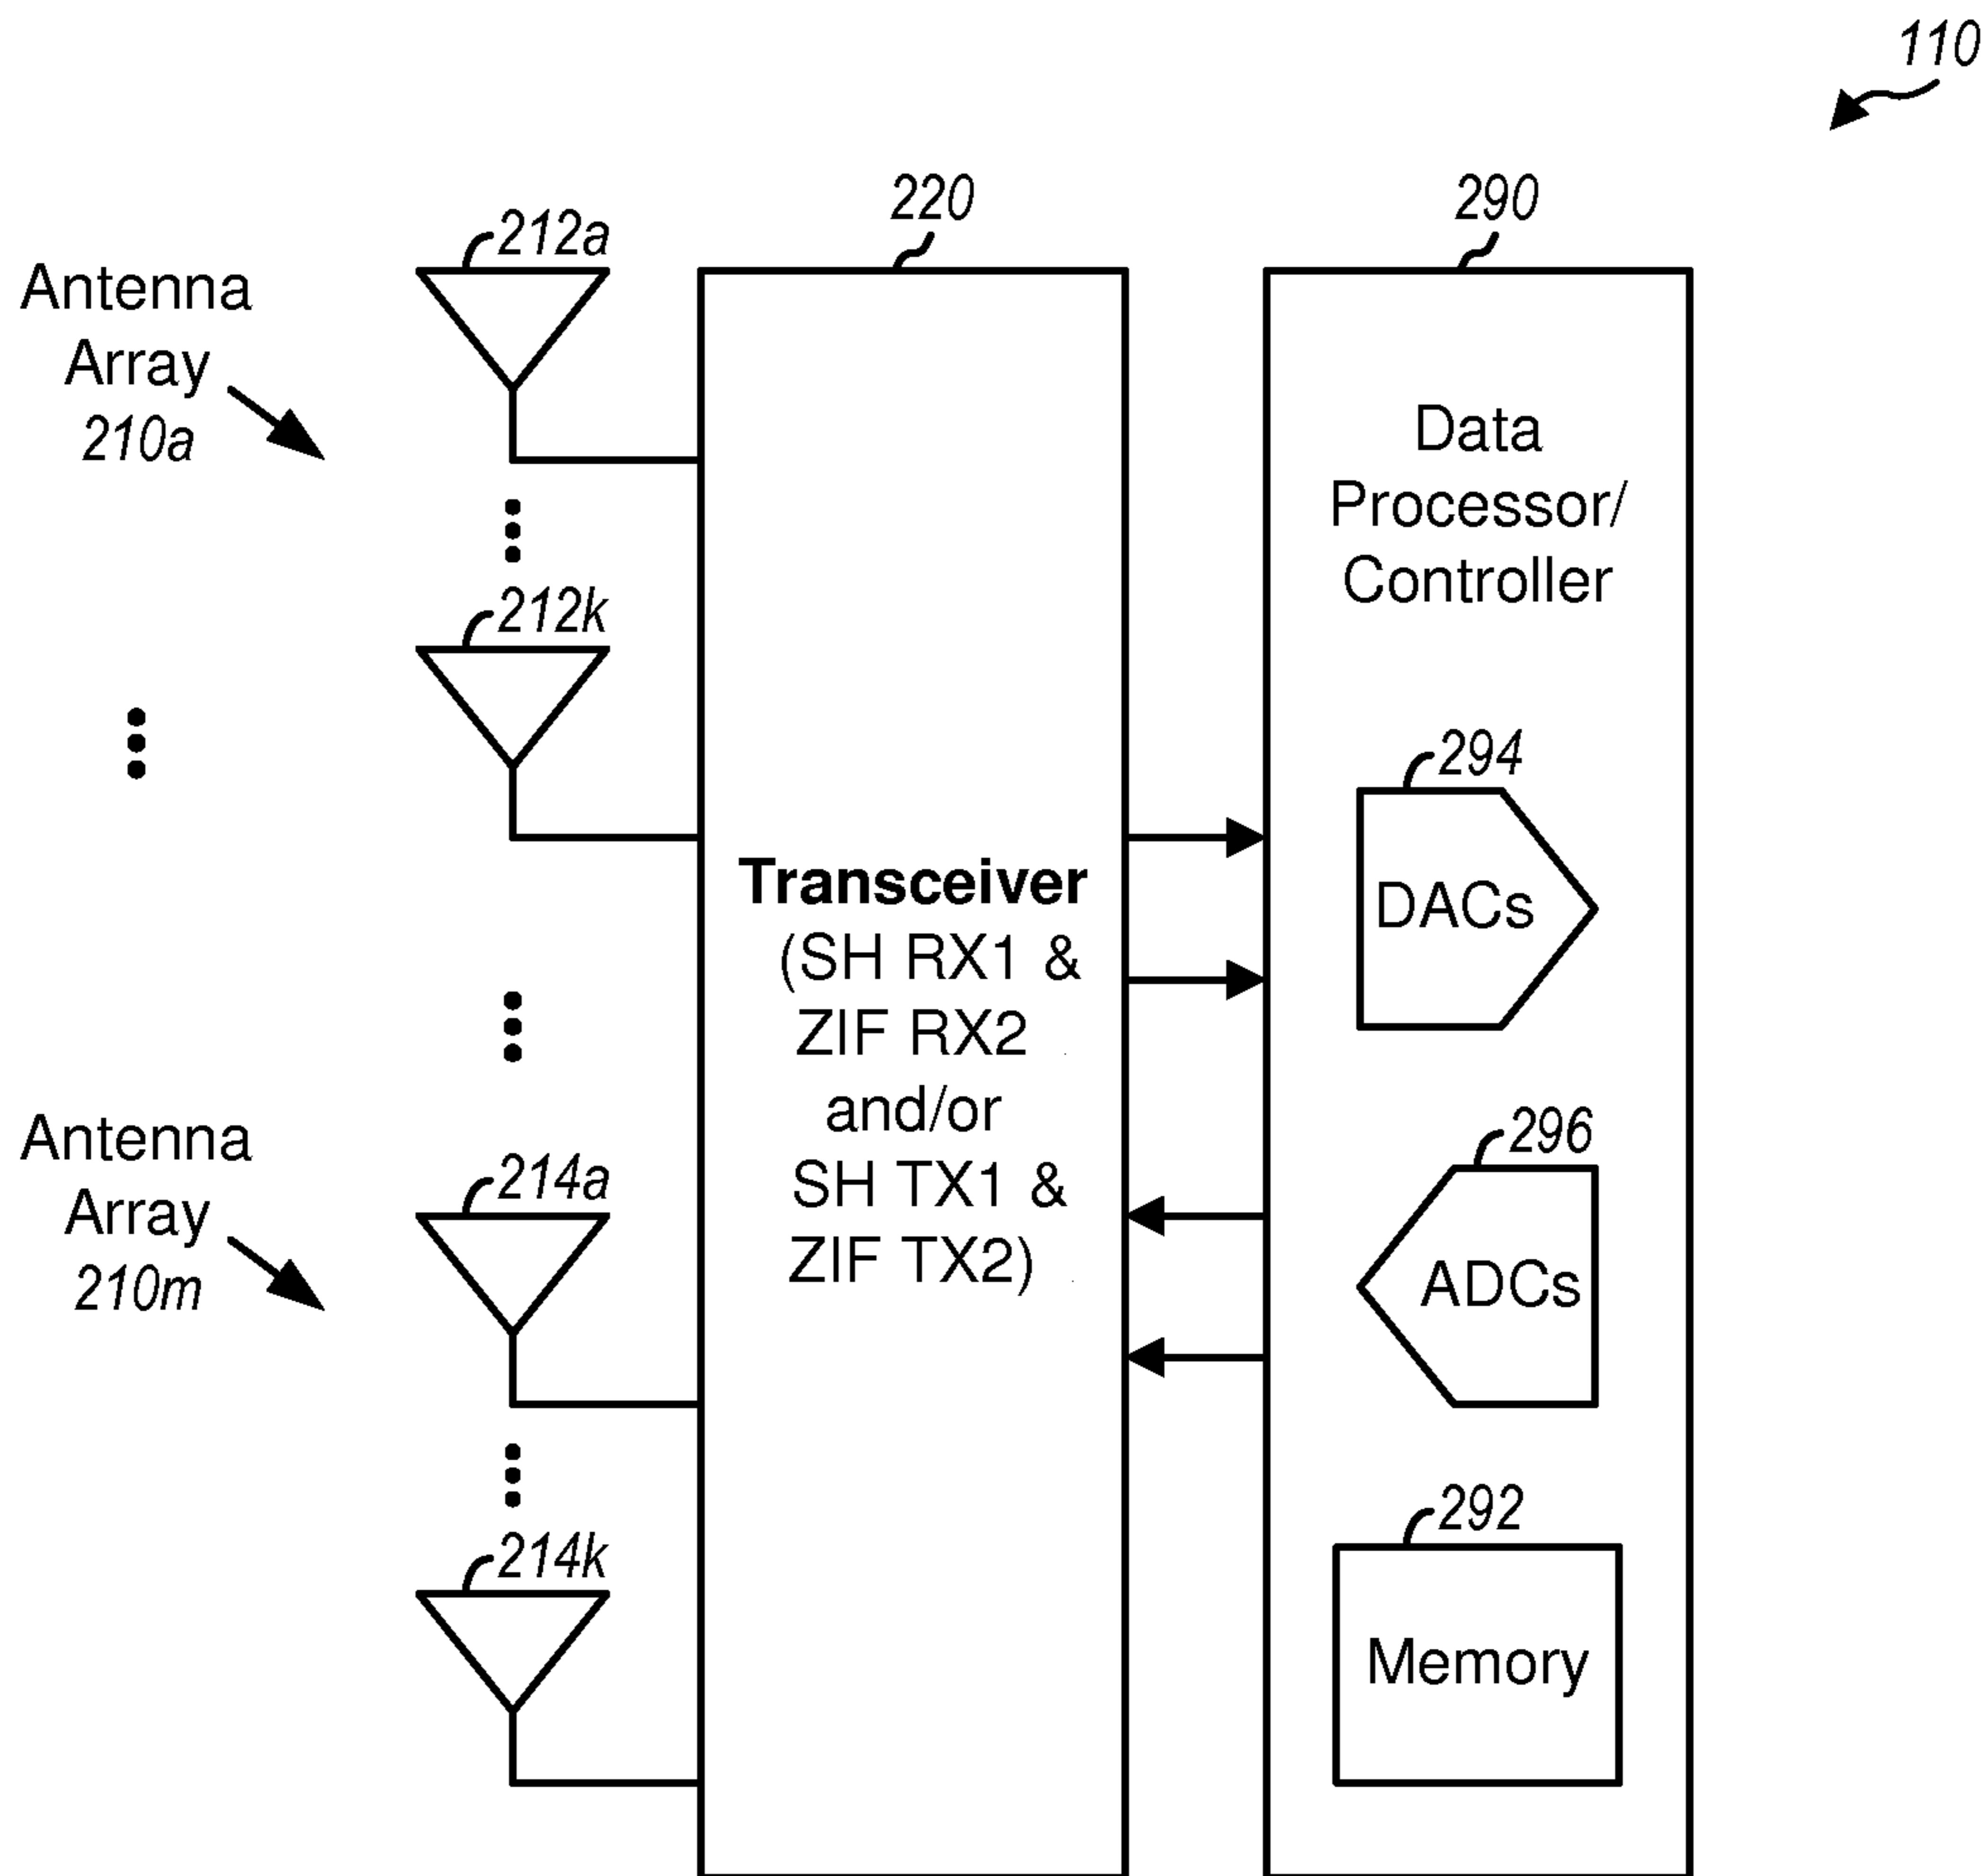 110
212a
220
290
Antenna
Array
210a
Data
Processor/
Controller
212k
294
DACs
Transceiver
(SH RX1 &
ZIF RX2
and/or
SH TX1 &
ZIF TX2)
296
ADCs
Antenna
Array
210m
214a
214k
292
Memory